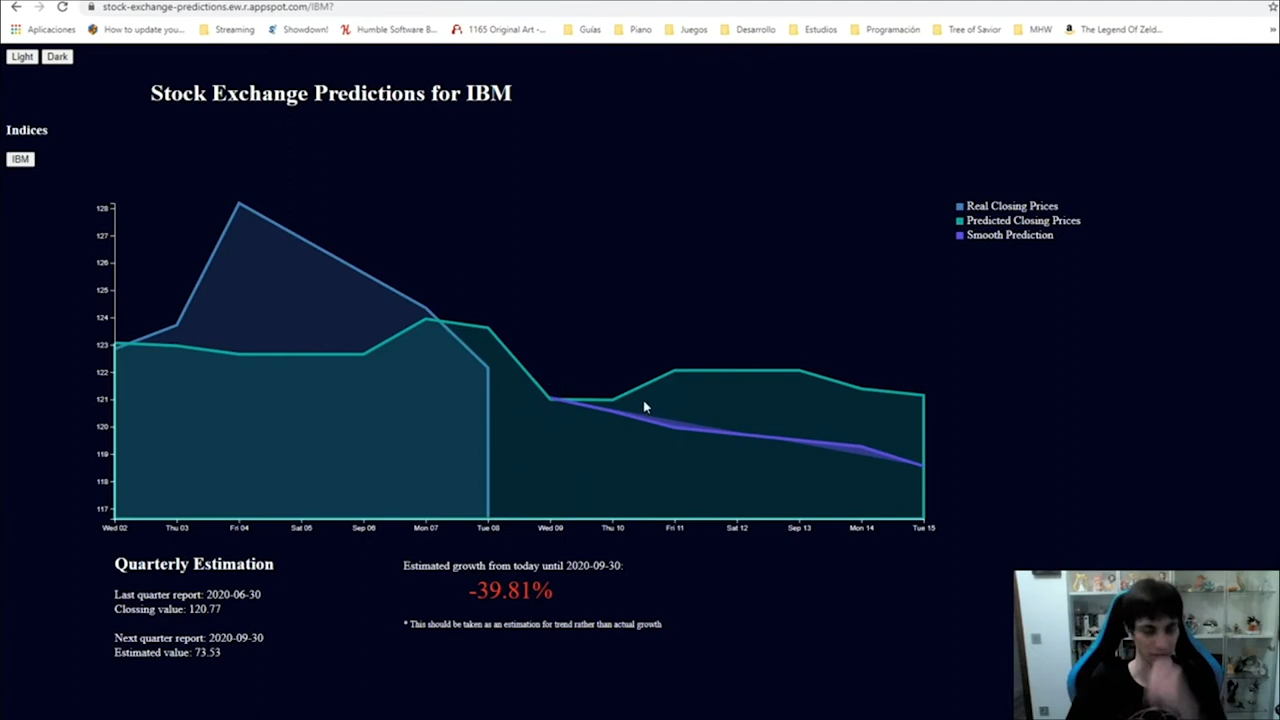 stock-exchange-predictions.ew.r.appspot.com/IBM?
Aplicaciones How to update you... Streaming Showdown! Humble Software B... 1165 Original Art -... Guías Piano Juegos Desarrollo Estudios Programación Tree of Savior MHW The Legend Of Zeld... »
Light Dark
Stock Exchange Predictions for IBM
Indices
IBM
Real Closing Prices
Predicted Closing Prices
Smooth Prediction
128
127
126
125
124
123
122
121
120
119
118
117
Wed 02 Thu 03 Fri 04 Sat 05 Sep 06 Mon 07 Tue 08 Wed 09 Thu 10 Fri 11 Sat 12 Sep 13 Mon 14 Tue 15
Quarterly Estimation
Last quarter report: 2020-06-30
Clossing value: 120.77
Next quarter report: 2020-09-30
Estimated value: 73.53
Estimated growth from today until 2020-09-30:
-39.81%
* This should be taken as an estimation for trend rather than actual growth